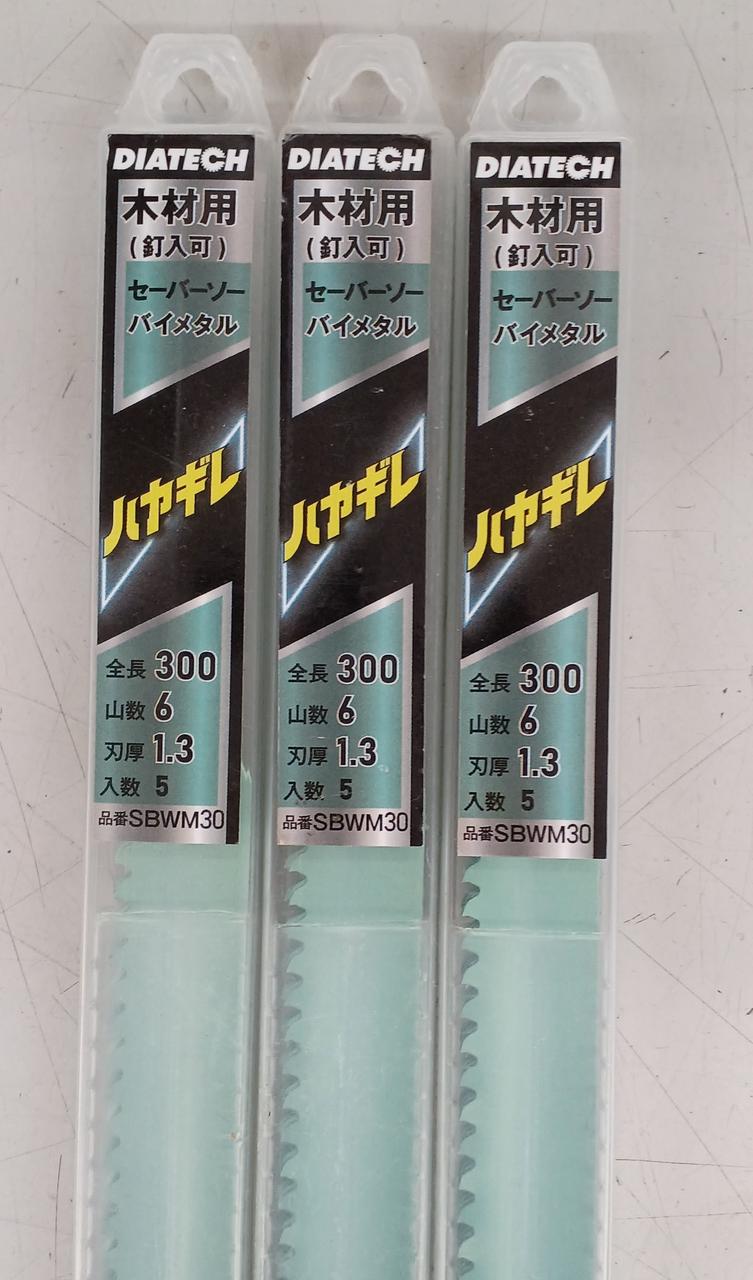 DIATECH
木材用
(釘入可)
セーバーソー
バイメタル
ハヤギレ
全長 300
山数 6
刃厚 1.3
入数 5
品番SBWM30
DIATECH
木材用
(釘入可)
セーバーソー
バイメタル
ハヤギレ
全長 300
山数 6
刃厚 1.3
入数 5
品番SBWM30
DIATECH
木材用
(釘入可)
セーバーソー
バイメタル
ハヤギレ
全長 300
山数 6
刃厚 1.3
入数 5
品番SBWM30